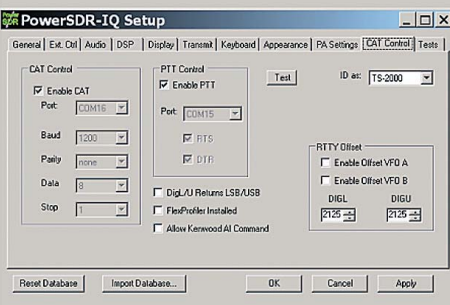 Power SDR PowerSDR-IQ Setup
General Ext. Ctrl Audio DSP Display Transmit Keyboard Appearance PA Settings CAT Control Tests
CAT Control
Enable CAT
Port: COM16
Baud 1200
Parity none
Data 8
Stop 1
PTT Control
Enable PTT
Port: COM15
RTS
DTR
DigL/U Returns LSB/USB
FlexProfiler Installed
Allow Kenwood AI Command
Test
ID as: TS-2000
RTTY Offset
Enable Offset VFO A
Enable Offset VFO B
DIGL DIGU
2125 2125
Reset Database Import Database... OK Cancel Apply